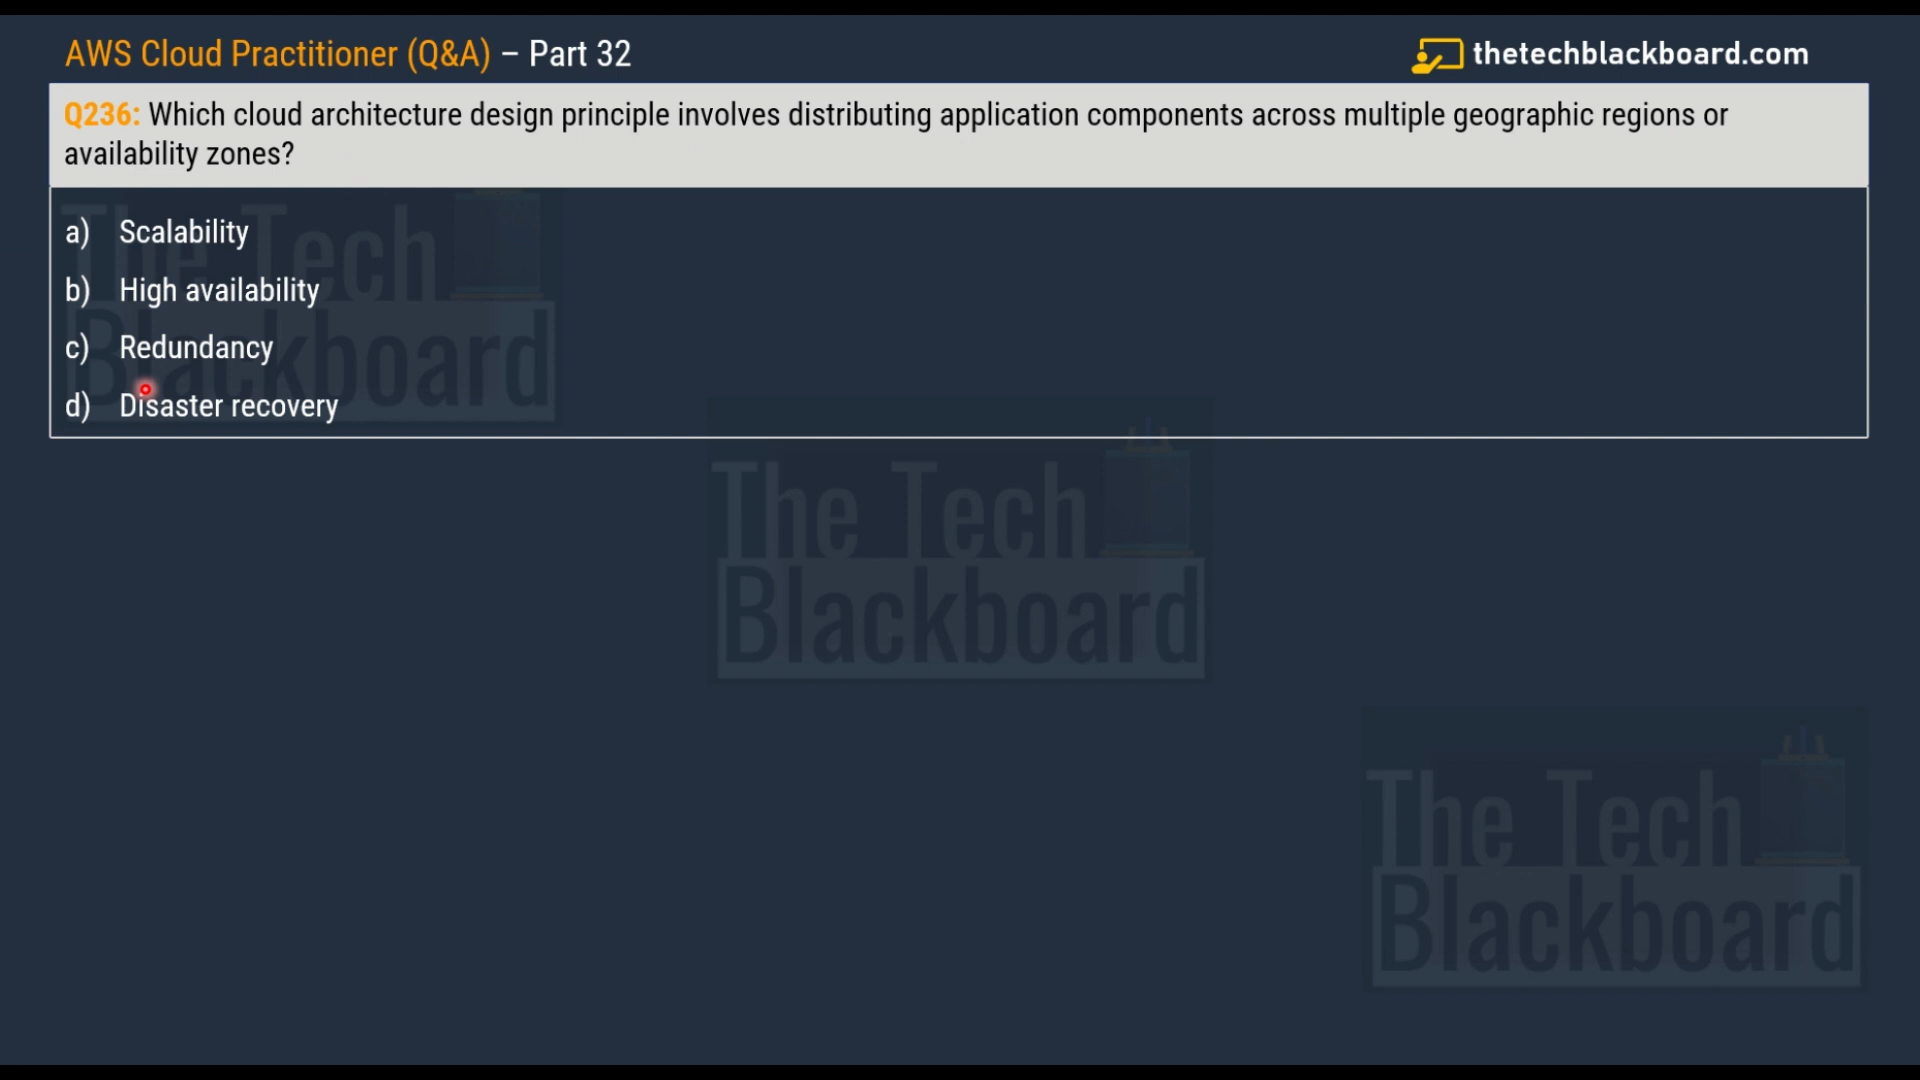 AWS Cloud Practitioner (Q&A) – Part 32
thetechblackboard.com
Q236: Which cloud architecture design principle involves distributing application components across multiple geographic regions or
availability zones?
a) Scalability
b) High availability
c) Redundancy
d) Disaster recovery
The Tech
Blackboard
The Tech
Blackboard
The Tech
Blackboard